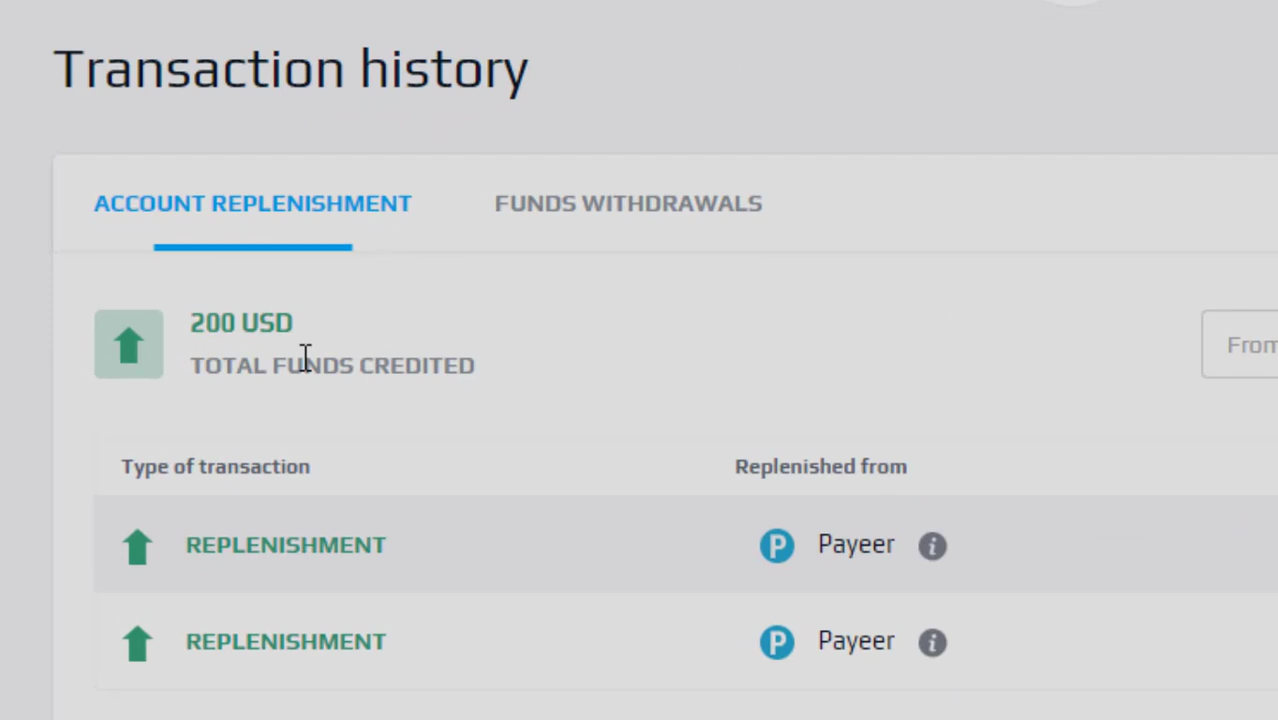 Transaction history
ACCOUNT REPLENISHMENT FUNDS WITHDRAWALS
200 USD
TOTAL FUNDS CREDITED
From
Type of transaction Replenished from
REPLENISHMENT P Payeer i
REPLENISHMENT P Payeer i